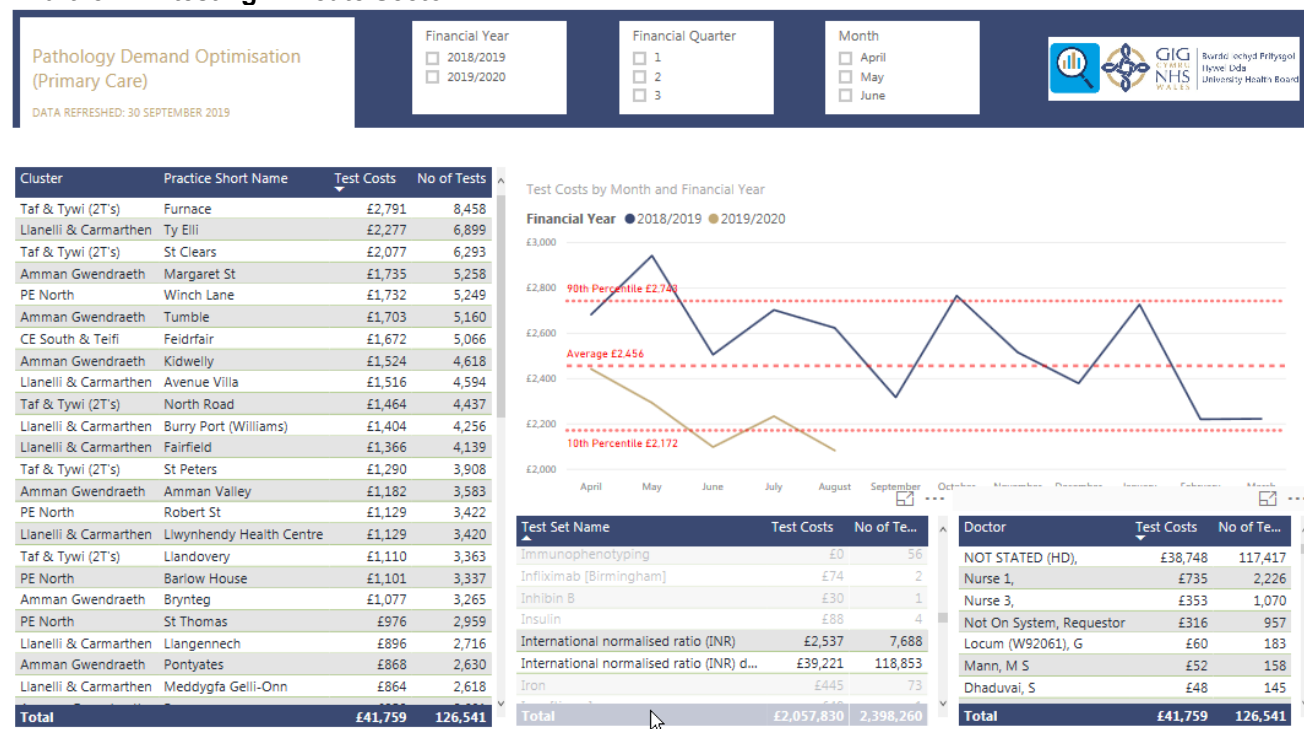 Pathology Demand Optimisation
(Primary Care)
DATA REFRESHED: 30 SEPTEMBER 2019
Financial Year
2018/2019
2019/2020
Financial Quarter
1
2
3
Month
April
May
June
GIG
CYMRU
NHS
WALES
Bwrdd Iechyd Prifysgol
Hywel Dda
University Health Board
Cluster Practice Short Name Test Costs No of Tests
Taf & Tywi (2T's) Furnace £2,791 8,458
Llanelli & Carmarthen Ty Elli £2,277 6,899
Taf & Tywi (2T's) St Clears £2,077 6,293
Amman Gwendraeth Margaret St £1,735 5,258
PE North Winch Lane £1,732 5,249
Amman Gwendraeth Tumble £1,703 5,160
CE South & Teifi Feidrfair £1,672 5,066
Amman Gwendraeth Kidwelly £1,524 4,618
Llanelli & Carmarthen Avenue Villa £1,516 4,594
Taf & Tywi (2T's) North Road £1,464 4,437
Llanelli & Carmarthen Burry Port (Williams) £1,404 4,256
Llanelli & Carmarthen Fairfield £1,366 4,139
Taf & Tywi (2T's) St Peters £1,290 3,908
Amman Gwendraeth Amman Valley £1,182 3,583
PE North Robert St £1,129 3,422
Llanelli & Carmarthen Llwynhendy Health Centre £1,129 3,420
Taf & Tywi (2T's) Llandovery £1,110 3,363
PE North Barlow House £1,101 3,337
Amman Gwendraeth Brynteg £1,077 3,265
PE North St Thomas £976 2,959
Llanelli & Carmarthen Llangennech £896 2,716
Amman Gwendraeth Pontyates £868 2,630
Llanelli & Carmarthen Meddygfa Gelli-Onn £864 2,618
Total £41,759 126,541
Test Costs by Month and Financial Year
Financial Year 2018/2019 2019/2020
£3,000
£2,800
£2,600
£2,400
£2,200
£2,000
90th Percentile £2,743
Average £2,456
10th Percentile £2,172
April May June July August September October November December January February March
Test Set Name Test Costs No of Te...
Immunophenotyping £0 56
Infliximab [Birmingham] £74 2
Inhibin B £30 1
Insulin £88 4
International normalised ratio (INR) £2,537 7,688
International normalised ratio (INR) d... £39,221 118,853
Iron £445 73
Total £2,057,830 2,398,260
Doctor Test Costs No of Te...
NOT STATED (HD), £38,748 117,417
Nurse 1, £735 2,226
Nurse 3, £353 1,070
Not On System, Requestor £316 957
Locum (W92061), G £60 183
Mann, M S £52 158
Dhaduvai, S £48 145
Total £41,759 126,541